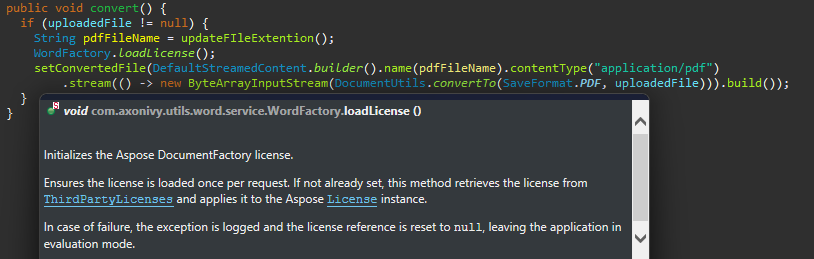 public void convert() {
if (uploadedFile != null) {
String pdfFileName = updateFIleExtention();
WordFactory.loadLicense();
setConvertedFile(DefaultStreamedContent.builder().name(pdfFileName).contentType("application/pdf")
.stream(() -> new ByteArrayInputStream(DocumentUtils.convertTo(SaveFormat.PDF, uploadedFile))).build());
}
}
S void com.axonivy.utils.word.service.WordFactory.loadLicense ()
Initializes the Aspose DocumentFactory license.
Ensures the license is loaded once per request. If not already set, this method retrieves the license from
ThirdPartyLicenses and applies it to the Aspose License instance.
In case of failure, the exception is logged and the license reference is reset to null, leaving the application in
evaluation mode.